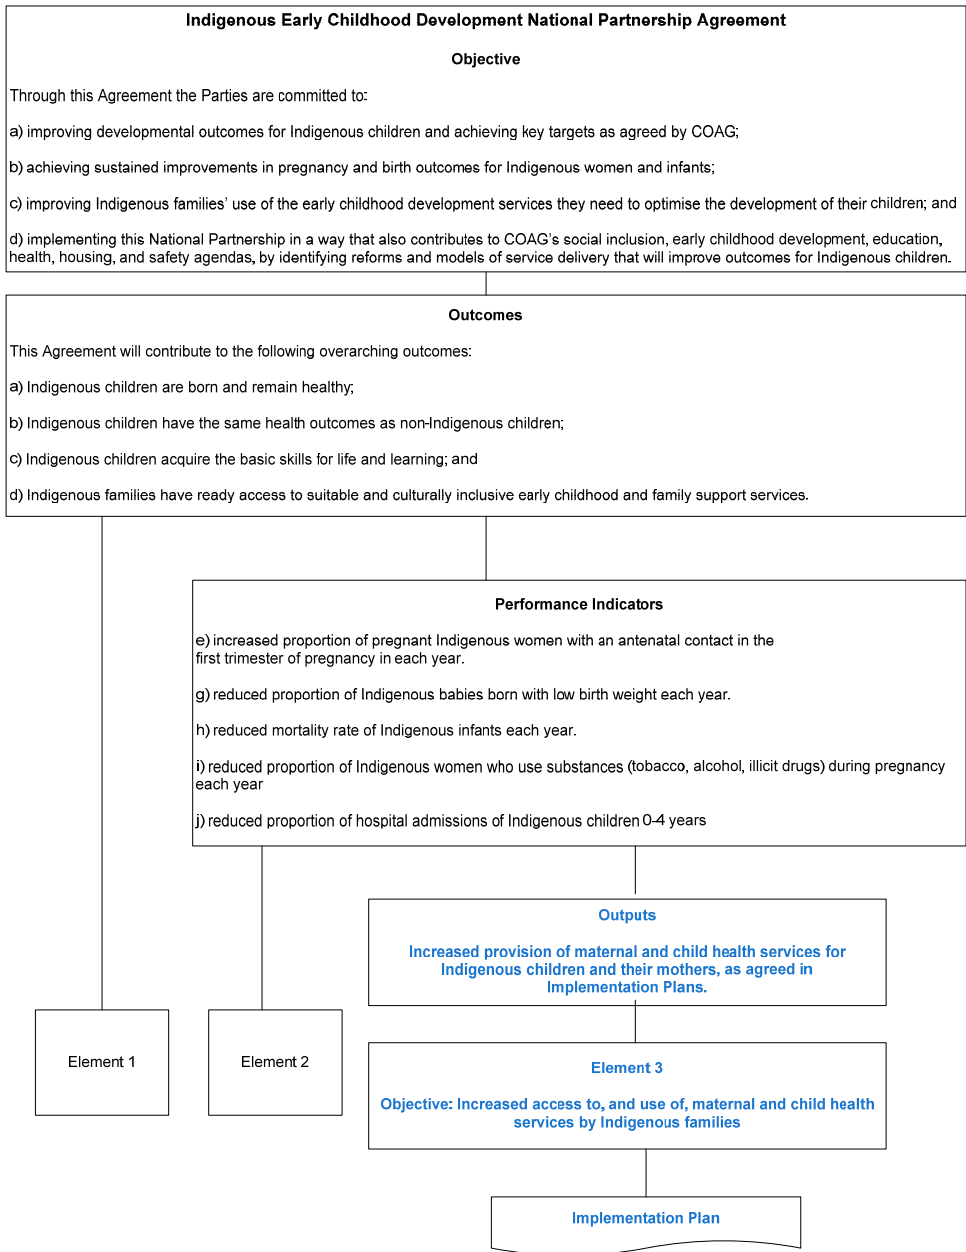 Indigenous Early Childhood Development National Partnership Agreement
Objective
Through this Agreement the Parties are committed to:
a) improving developmental outcomes for Indigenous children and achieving key targets as agreed by COAG;
b) achieving sustained improvements in pregnancy and birth outcomes for Indigenous women and infants;
c) improving Indigenous families’ use of the early childhood development services they need to optimise the development of their children; and
d) implementing this National Partnership in a way that also contributes to COAG’s social inclusion, early childhood development, education,
health, housing, and safety agendas, by identifying reforms and models of service delivery that will improve outcomes for Indigenous children.
Outcomes
This Agreement will contribute to the following overarching outcomes:
a) Indigenous children are born and remain healthy;
b) Indigenous children have the same health outcomes as non-Indigenous children;
c) Indigenous children acquire the basic skills for life and learning; and
d) Indigenous families have ready access to suitable and culturally inclusive early childhood and family support services.
Performance Indicators
e) increased proportion of pregnant Indigenous women with an antenatal contact in the
first trimester of pregnancy in each year.
g) reduced proportion of Indigenous babies born with low birth weight each year.
h) reduced mortality rate of Indigenous infants each year.
i) reduced proportion of Indigenous women who use substances (tobacco, alcohol, illicit drugs) during pregnancy
each year
j) reduced proportion of hospital admissions of Indigenous children 0-4 years
Outputs
Increased provision of maternal and child health services for
Indigenous children and their mothers, as agreed in
Implementation Plans.
Element 1
Element 2
Element 3
Objective: Increased access to, and use of, maternal and child health
services by Indigenous families
Implementation Plan